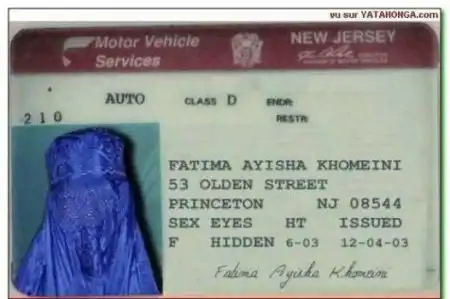 vu sur YATAHONGA.com
Motor Vehicle
Services
NEW JERSEY
AUTO CLASS D ENDR:
RESTR:
210
FATIMA AYISHA KHOMEINI
53 OLDEN STREET
PRINCETON NJ 08544
SEX EYES HT ISSUED
F HIDDEN 6-03 12-04-03
Fatima Ayisha Khomeini